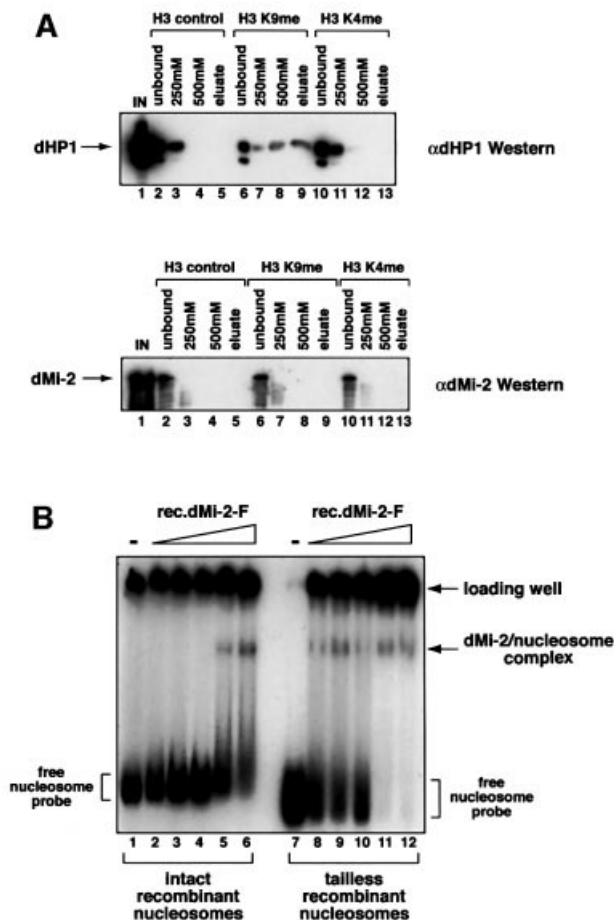 A
H3 control H3 K9me H3 K4me
IN unbound 250mM 500mM eluate unbound 250mM 500mM eluate unbound 250mM 500mM eluate
dHP1 αdHP1 Western
1 2 3 4 5 6 7 8 9 10 11 12 13
H3 control H3 K9me H3 K4me
IN unbound 250mM 500mM eluate unbound 250mM 500mM eluate unbound 250mM 500mM eluate
dMi-2 αdMi-2 Western
1 2 3 4 5 6 7 8 9 10 11 12 13
B
rec.dMi-2-F rec.dMi-2-F
- -
loading well
dMi-2/nucleosome
complex
free
nucleosome
probe
free
nucleosome
probe
1 2 3 4 5 6 7 8 9 10 11 12
intact
recombinant
nucleosomes
tailless
recombinant
nucleosomes